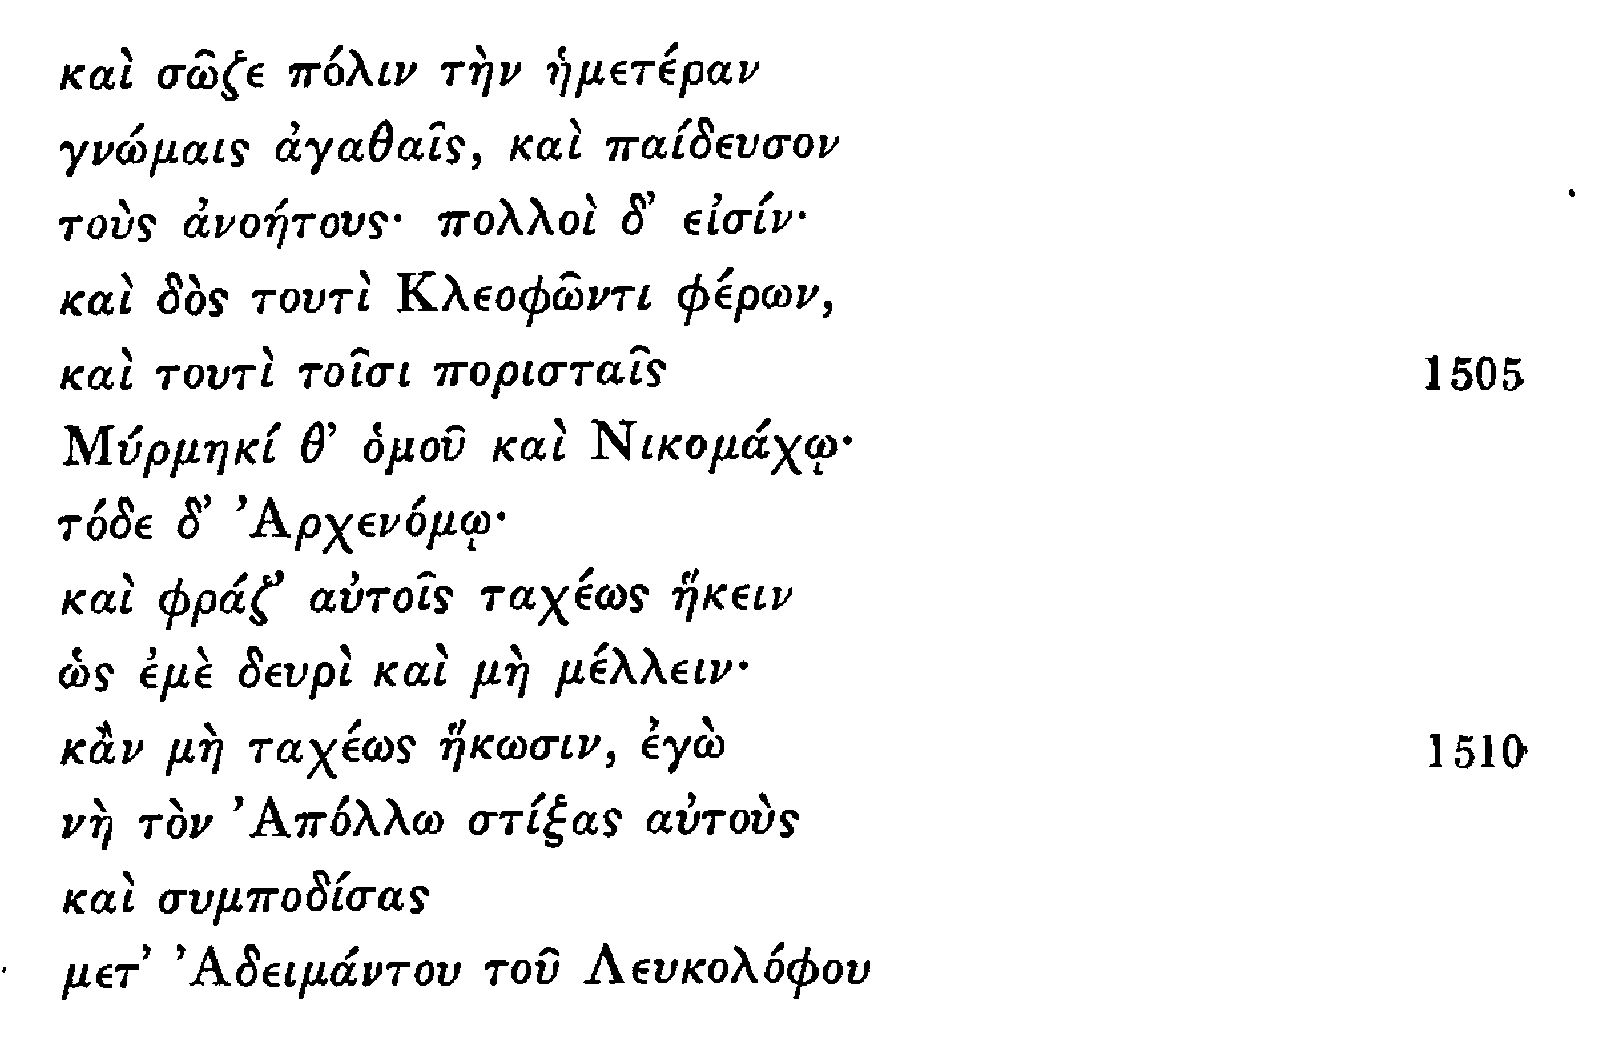 καὶ σῶζε πόλιν τὴν ἡμετέραν
γνώμαις ἀγαθαῖς, καὶ παίδευσον
τοὺς ἀνοήτους· πολλοὶ δ’ εἰσίν·
καὶ δὸς τουτὶ Κλεοφῶντι φέρων,
καὶ τουτὶ τοῖσι πορισταῖς 1505
Μύρμηκί θ’ ὁμοῦ καὶ Νικομάχῳ·
τόδε δ’ Ἀρχενόμῳ·
καὶ φράζ’ αὐτοῖς ταχέως ἥκειν
ὡς ἐμὲ δευρὶ καὶ μὴ μέλλειν·
κἂν μὴ ταχέως ἥκωσιν, ἐγὼ 1510
νὴ τὸν Ἀπόλλω στίξας αὐτοὺς
καὶ συμποδίσας
μετ’ Ἀδειμάντου τοῦ Λευκολόφου